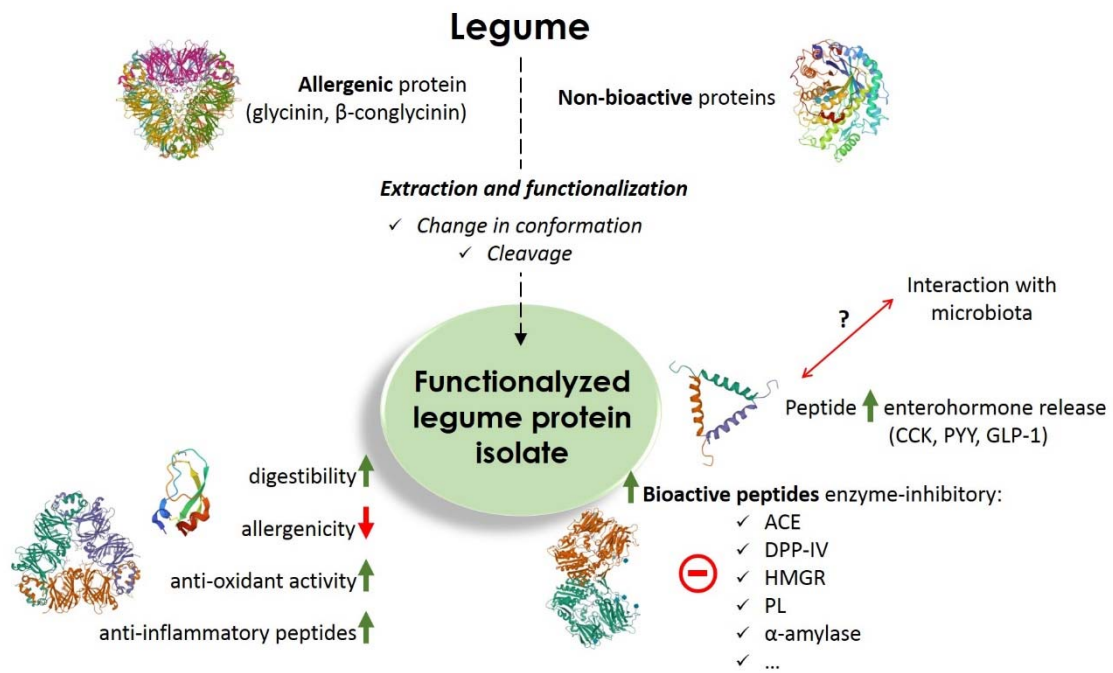 Legume
Allergenic protein
(glycinin, β-conglycinin)
Non-bioactive proteins
Extraction and functionalization
✓ Change in conformation
✓ Cleavage
Interaction with
microbiota
?
Functionalyzed
legume protein
isolate
Peptide ↑ enterohormone release
(CCK, PYY, GLP-1)
digestibility ↑
allergenicity ↓
anti-oxidant activity ↑
anti-inflammatory peptides ↑
↑ Bioactive peptides enzyme-inhibitory:
✓ ACE
✓ DPP-IV
✓ HMGR
✓ PL
✓ α-amylase
✓ ...